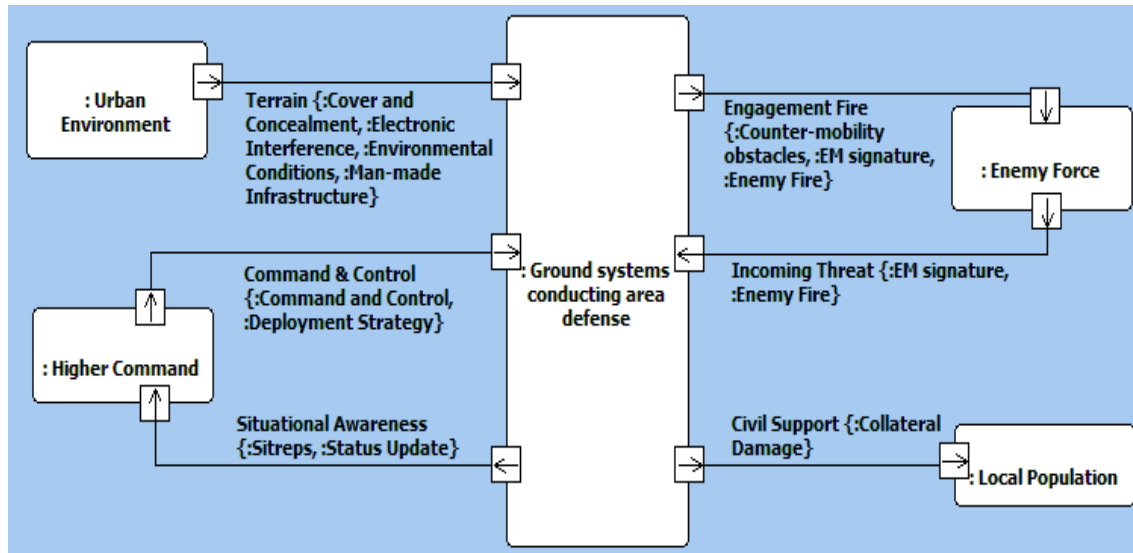 : Urban
Environment
Terrain {:Cover and
Concealment, :Electronic
Interference, :Environmental
Conditions, :Man-made
Infrastructure}
Command & Control
{:Command and Control,
:Deployment Strategy}
: Higher Command
Situational Awareness
{:Sitreps, :Status Update}
: Ground systems
conducting area
defense
Engagement Fire
{:Counter-mobility
obstacles, :EM signature,
:Enemy Fire}
: Enemy Force
Incoming Threat {:EM signature,
:Enemy Fire}
Civil Support {:Collateral
Damage}
: Local Population